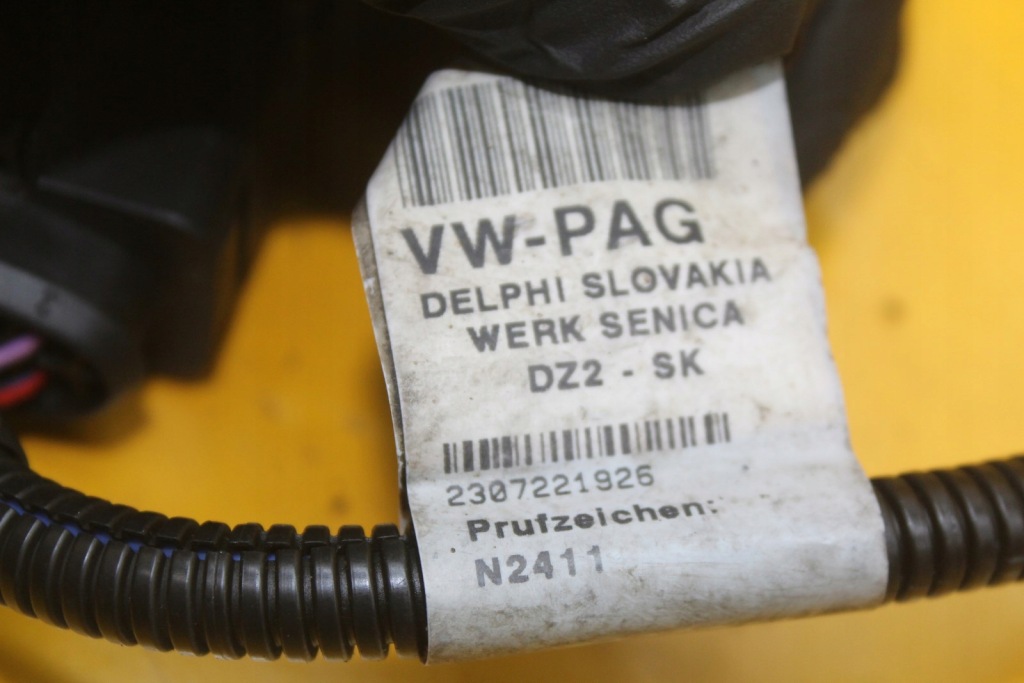 VW-PAG
DELPHI SLOVAKIA
WERK SENICA
DZ2 - SK
2307221926
Prufzeichen:
N2411